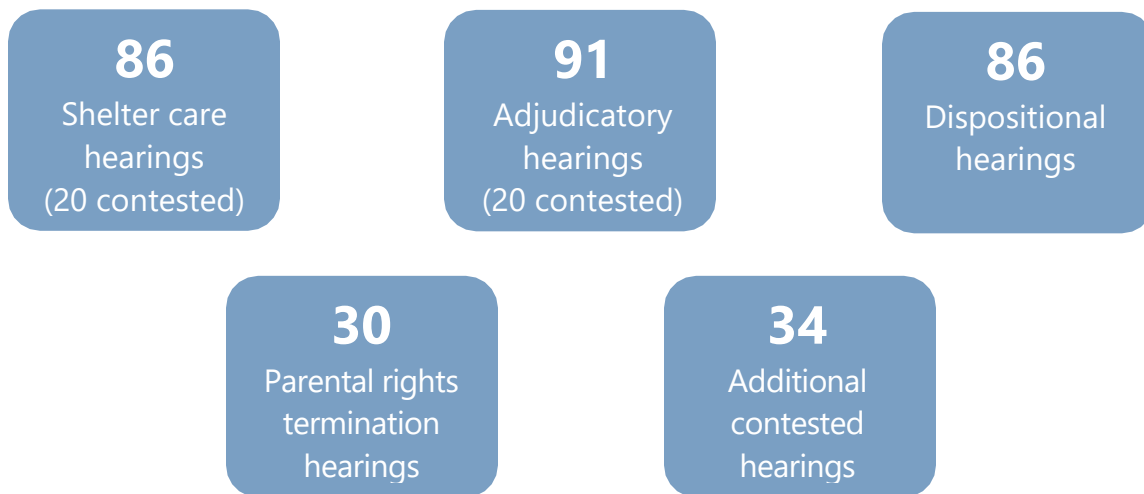 86
Shelter care
hearings
(20 contested)
91
Adjudicatory
hearings
(20 contested)
86
Dispositional
hearings
30
Parental rights
termination
hearings
34
Additional
contested
hearings